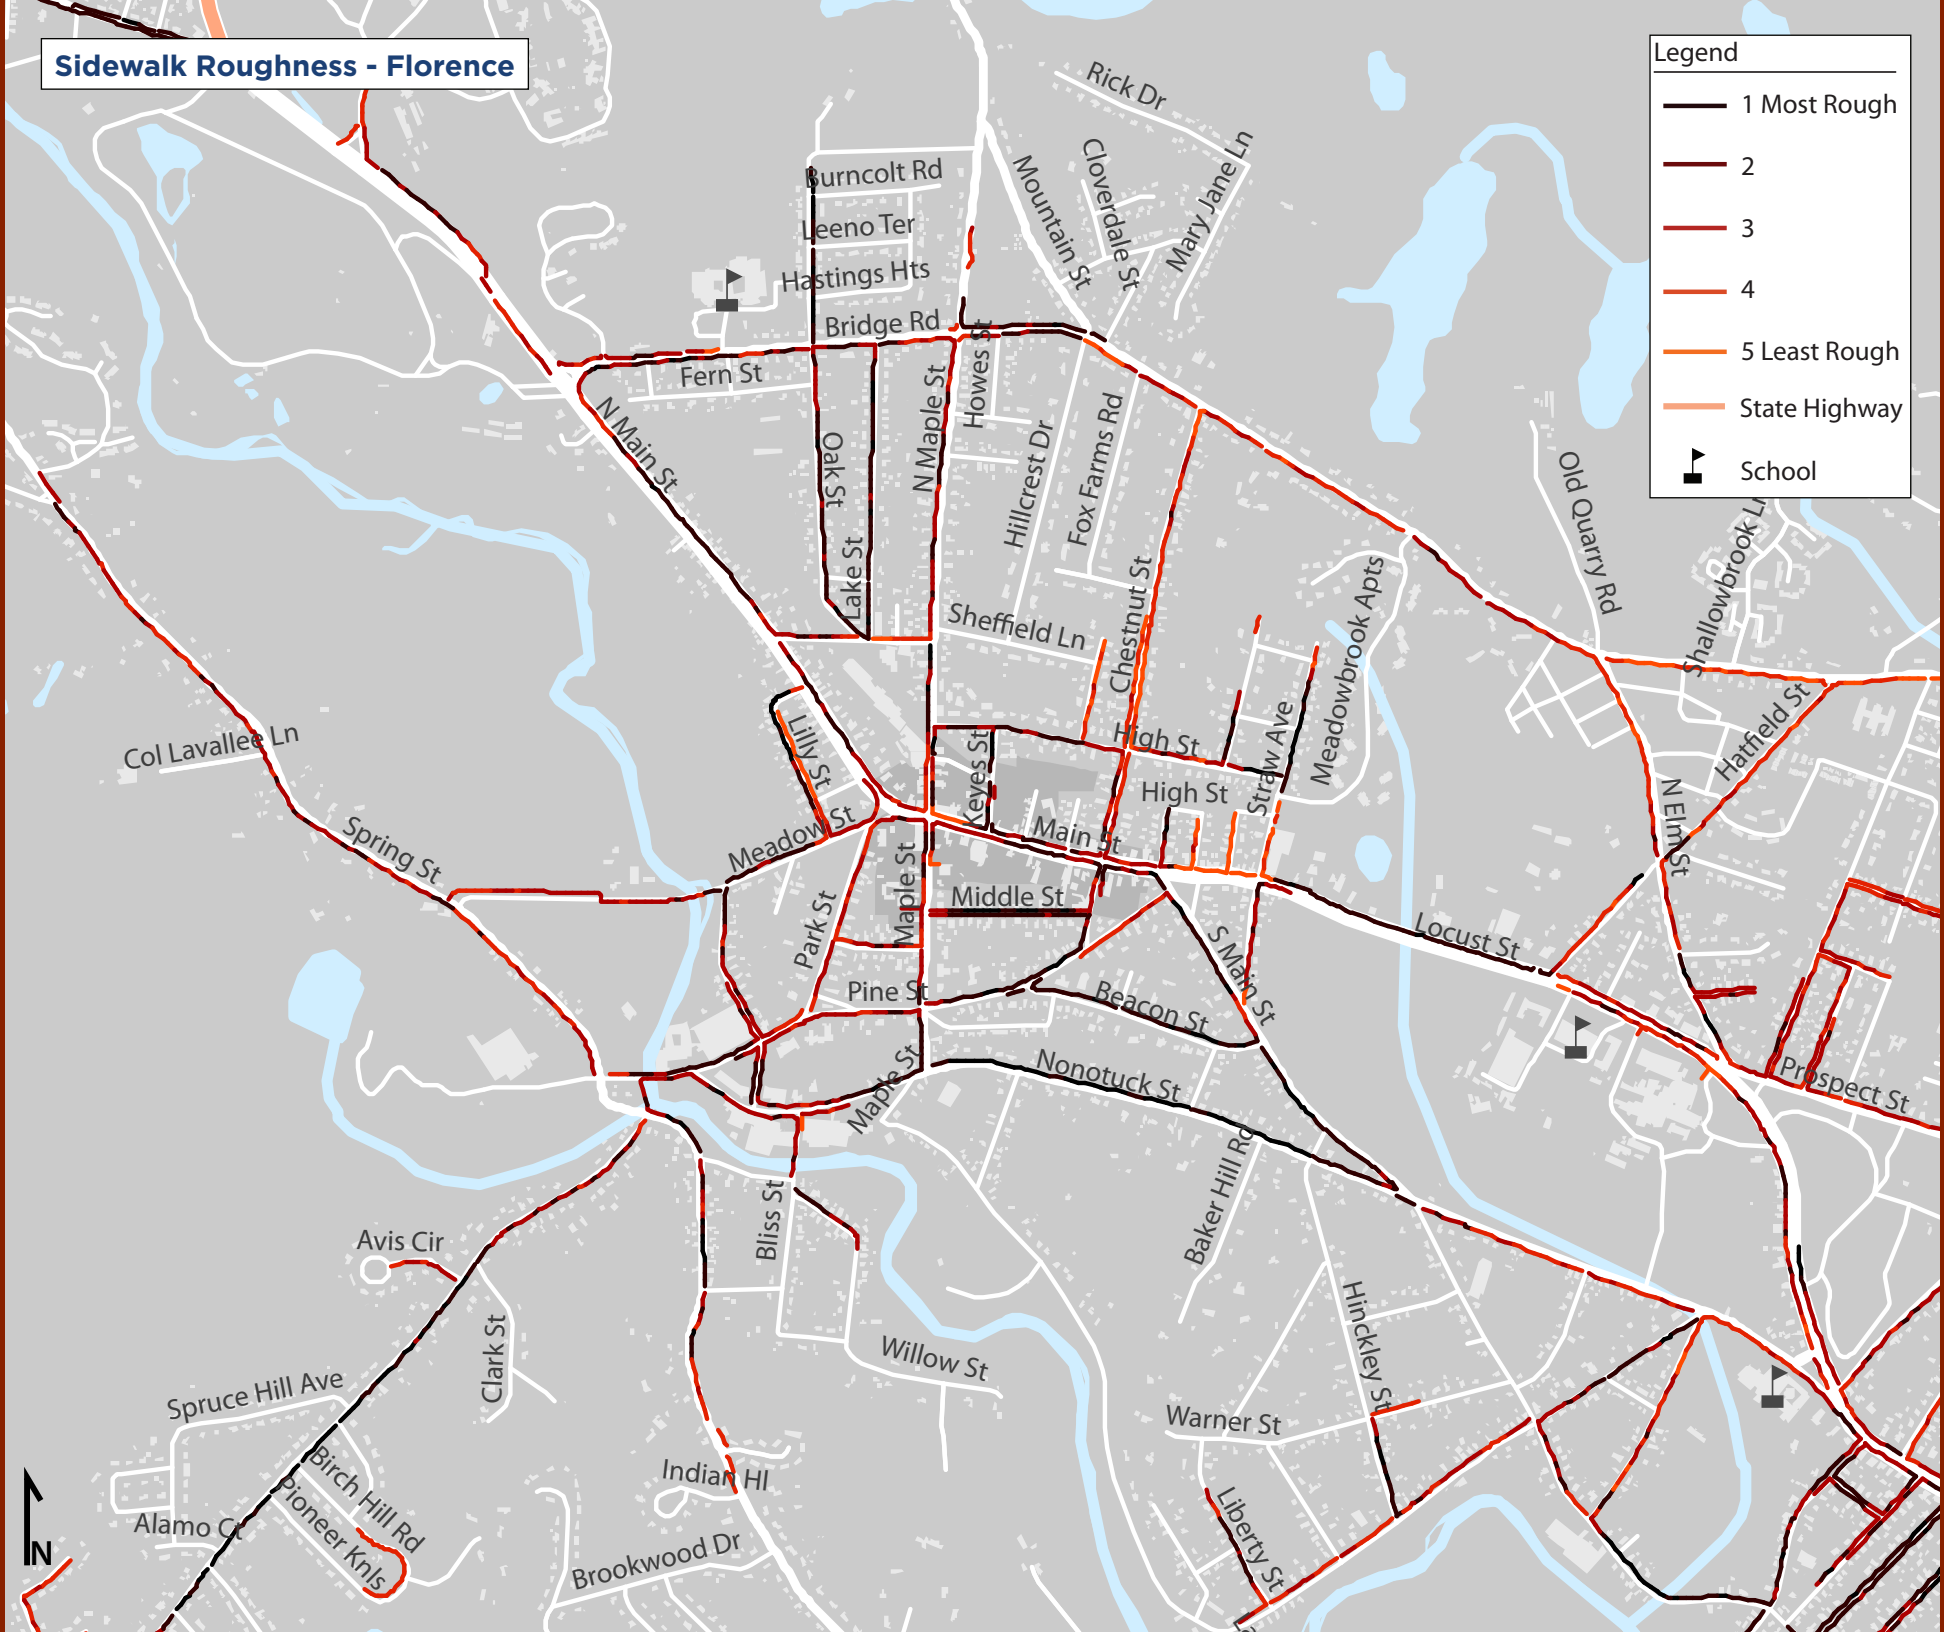 Sidewalk Roughness - Florence
Legend
1 Most Rough
2
3
4
5 Least Rough
State Highway
School
Rick Dr
Mary Jane Ln
Cloverdale St
Mountain St
Burncolt Rd
Leeno Ter
Hastings Hts
Bridge Rd
Fern St
N Main St
Oak St
Lake St
N Maple St
Howes St
Hillcrest Dr
Fox Farms Rd
Chestnut St
Sheffield Ln
Meadowbrook Apts
Old Quarry Rd
Shallowbrook Ln
Hatfield St
N Elm St
Col Lavallee Ln
Lilly St
High St
Straw Ave
High St
Keyes St
Main St
Meadow St
Spring St
Park St
Maple St
Middle St
Locust St
S Main St
Pine St
Beacon St
Nonotuck St
Maple St
Prospect St
Baker Hill Rd
Bliss St
Avis Cir
Clark St
Willow St
Hinckley St
Warner St
Spruce Hill Ave
Birch Hill Rd
Pioneer Knls
Alamo Ct
Indian Hl
Brookwood Dr
Liberty St
La
N